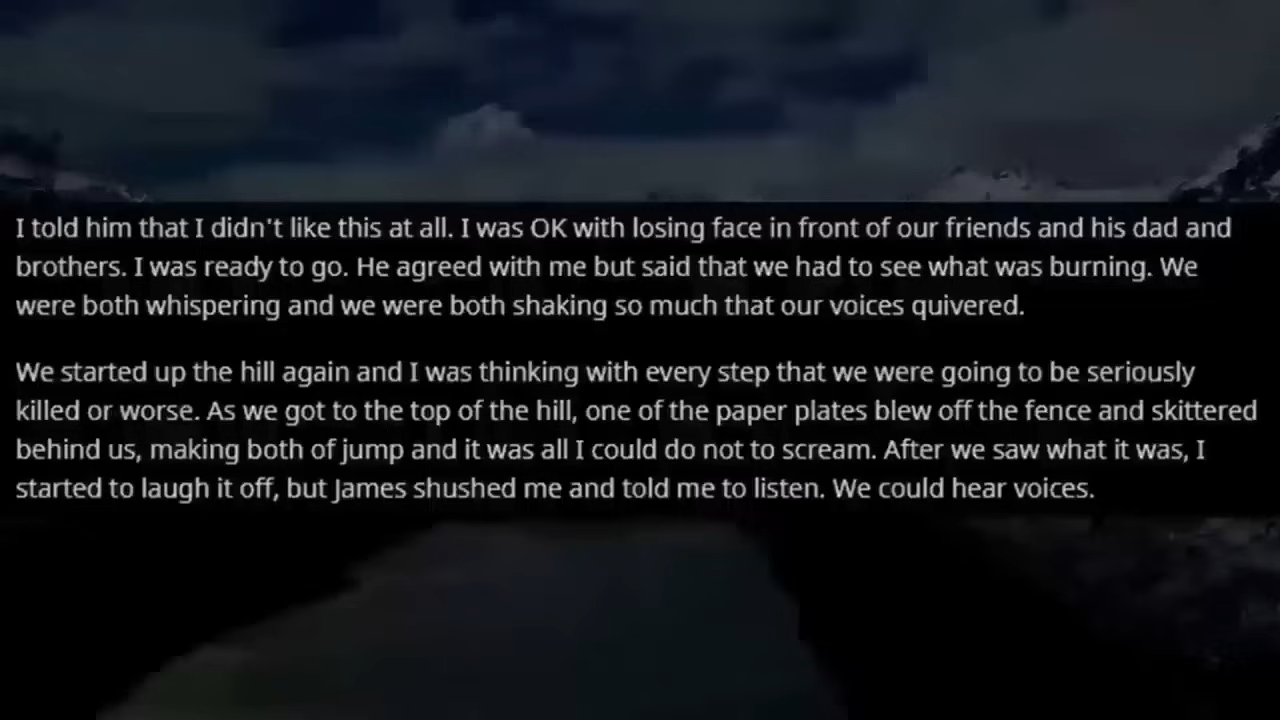 I told him that I didn't like this at all. I was OK with losing face in front of our friends and his dad and
brothers. I was ready to go. He agreed with me but said that we had to see what was burning. We
were both whispering and we were both shaking so much that our voices quivered.
We started up the hill again and I was thinking with every step that we were going to be seriously
killed or worse. As we got to the top of the hill, one of the paper plates blew off the fence and skittered
behind us, making both of jump and it was all I could do not to scream. After we saw what it was, I
started to laugh it off, but James shushed me and told me to listen. We could hear voices.